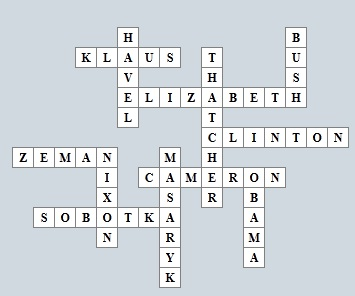 HAVEL
BUSH
KLAUS
THATCHER
ELIZABETH
CLINTON
ZEMAN
NIXON
MASARYK
CAMERON
OBAMA
SOBOTKA